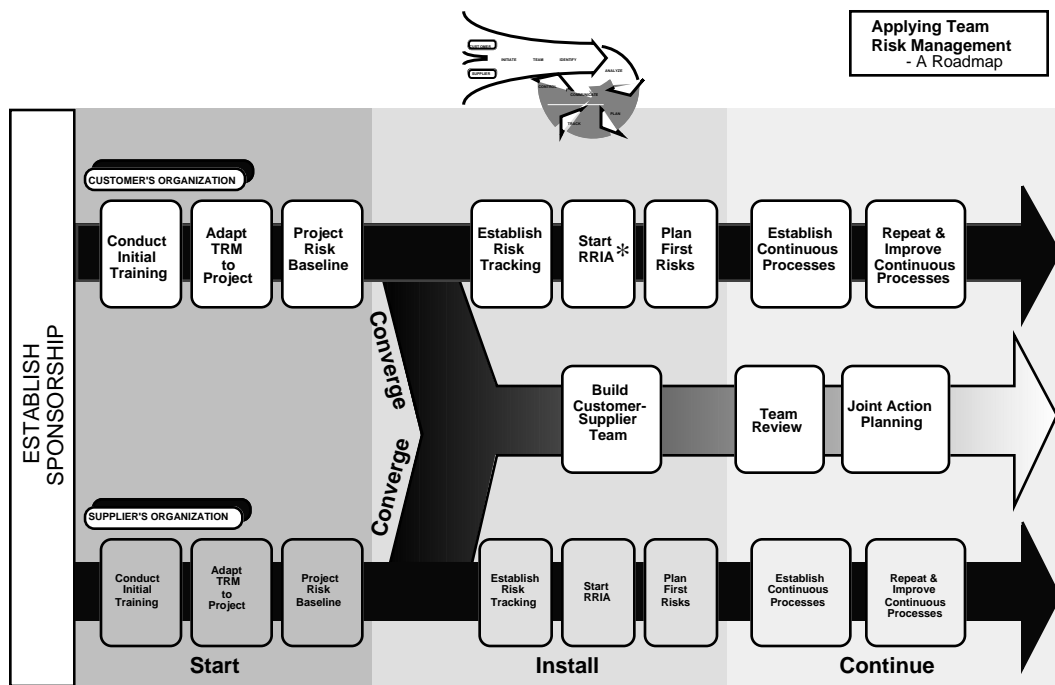 Applying Team
Risk Management
- A Roadmap
CUSTOMER
SUPPLIER
INITIATE
TEAM
IDENTIFY
ANALYZE
CONTROL
COMMUNICATE
PLAN
TRACK
ESTABLISH
SPONSORSHIP
CUSTOMER'S ORGANIZATION
Conduct
Initial
Training
Adapt
TRM
to
Project
Project
Risk
Baseline
Establish
Risk
Tracking
Start
RRIA*
Plan
First
Risks
Establish
Continuous
Processes
Repeat &
Improve
Continuous
Processes
Converge
Converge
Build
Customer-
Supplier
Team
Team
Review
Joint Action
Planning
SUPPLIER'S ORGANIZATION
Conduct
Initial
Training
Adapt
TRM
to
Project
Project
Risk
Baseline
Establish
Risk
Tracking
Start
RRIA
Plan
First
Risks
Establish
Continuous
Processes
Repeat &
Improve
Continuous
Processes
Start
Install
Continue